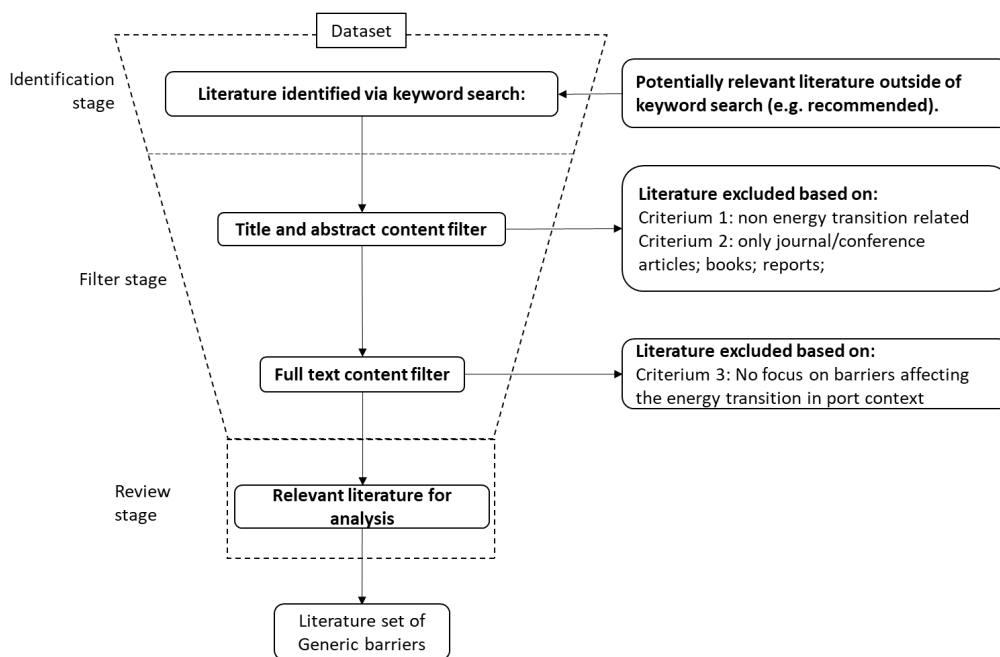 Dataset
Identification
stage
Literature identified via keyword search:
Potentially relevant literature outside of
keyword search (e.g. recommended).
Title and abstract content filter
Literature excluded based on:
Criterium 1: non energy transition related
Criterium 2: only journal/conference
articles; books; reports;
Filter stage
Full text content filter
Literature excluded based on:
Criterium 3: No focus on barriers affecting
the energy transition in port context
Review
stage
Relevant literature for
analysis
Literature set of
Generic barriers